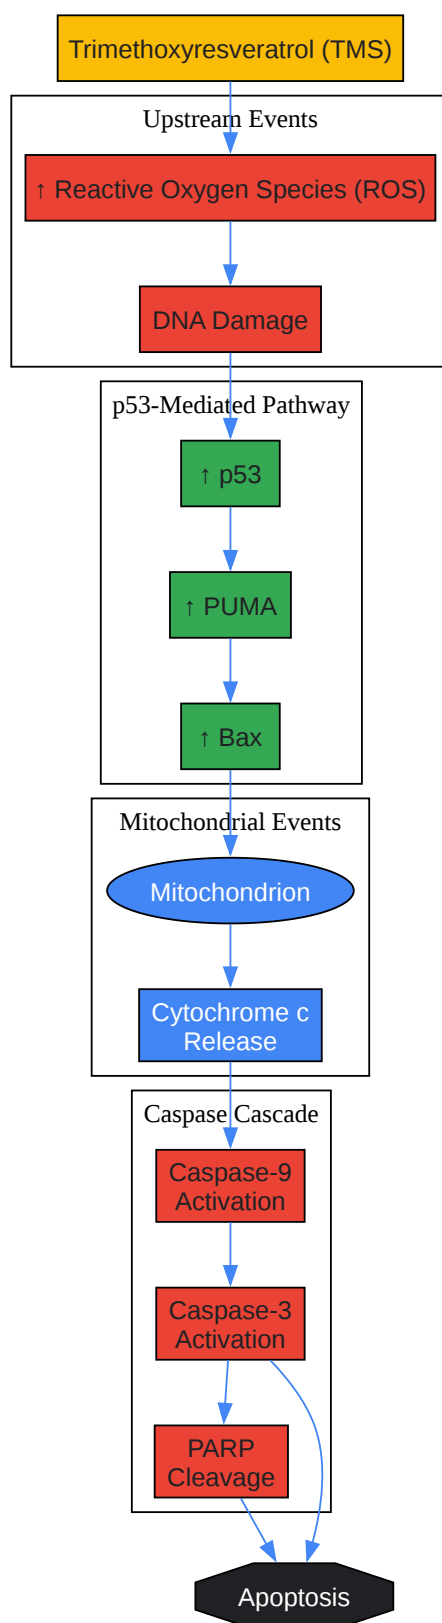 Trimethoxyresveratrol (TMS)
Upstream Events
↑ Reactive Oxygen Species (ROS)
DNA Damage
p53-Mediated Pathway
↑ p53
↑ PUMA
↑ Bax
Mitochondrial Events
Mitochondrion
Cytochrome c
Release
Caspase Cascade
Caspase-9
Activation
Caspase-3
Activation
PARP
Cleavage
Apoptosis